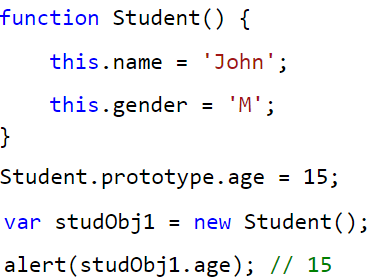 function Student() {
this.name = 'John';
this.gender = 'M';
}
Student.prototype.age = 15;
var studObj1 = new Student();
alert(studObj1.age); // 15